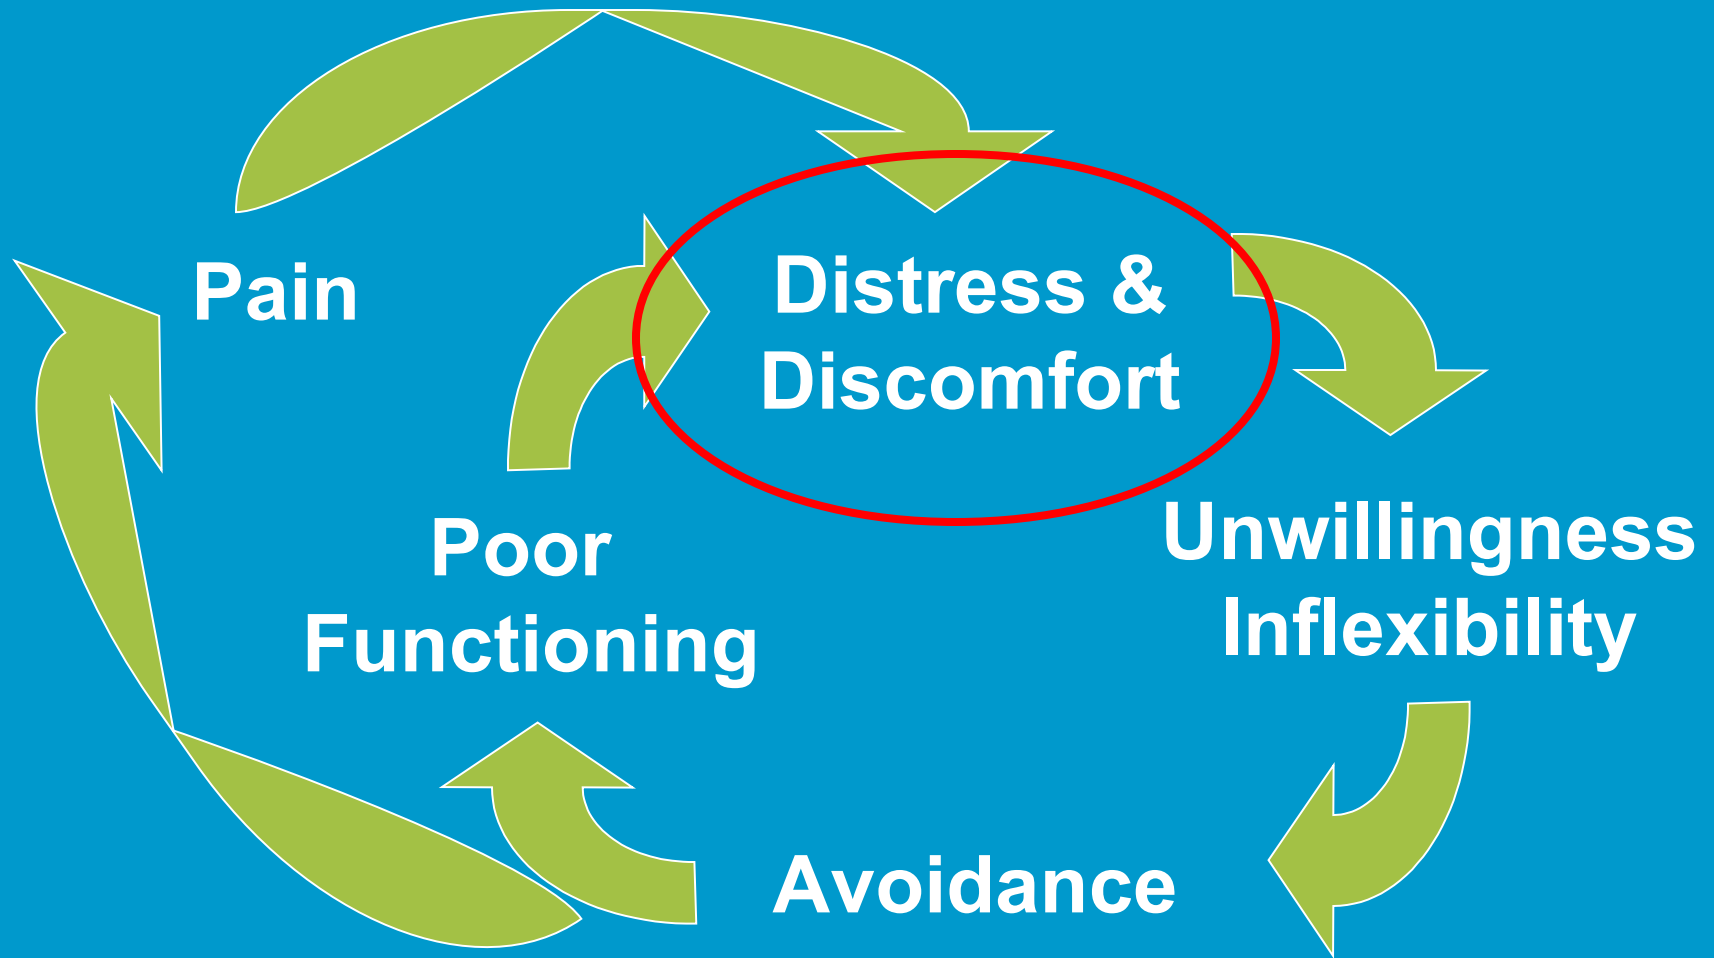 Pain
Distress &
Discomfort
Unwillingness
Inflexibility
Poor
Functioning
Avoidance